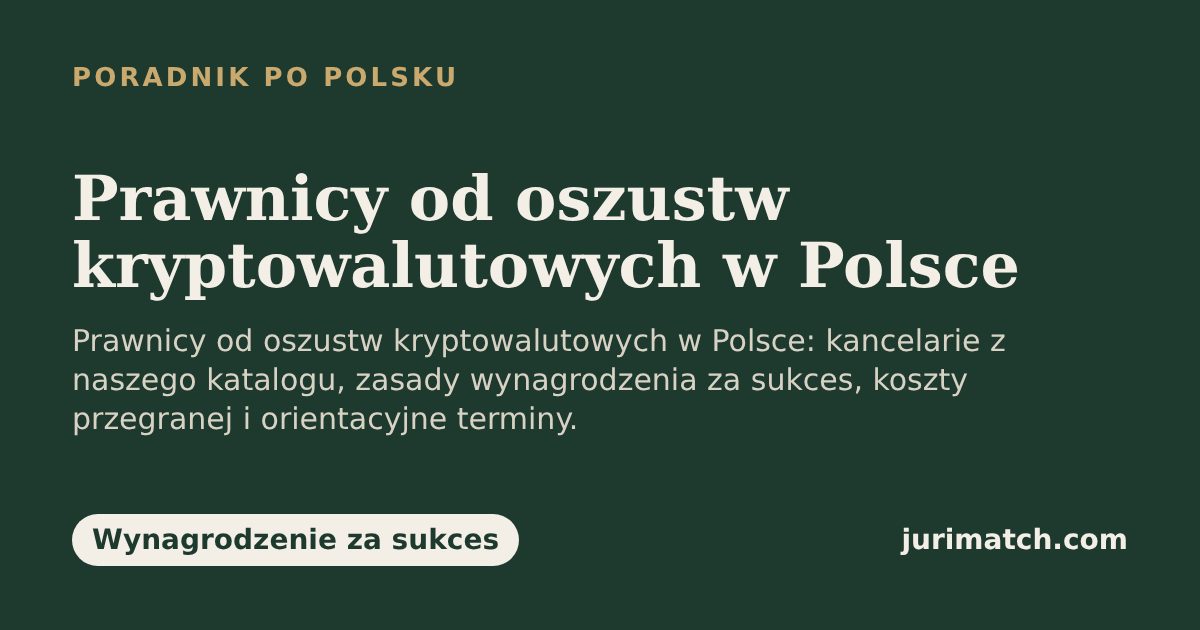 PORADNIK PO POLSKU
Prawnicy od oszustw
kryptowalutowych w Polsce
Prawnicy od oszustw kryptowalutowych w Polsce: kancelarie z
naszego katalogu, zasady wynagrodzenia za sukces, koszty
przegranej i orientacyjne terminy.
Wynagrodzenie za sukces
jurimatch.com